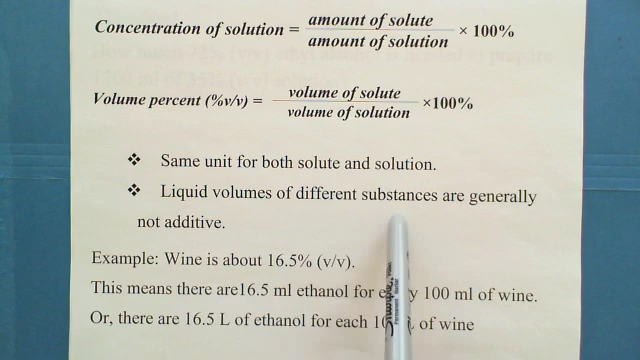 Concentration of solution = amount of solute / amount of solution × 100%
Volume percent (%v/v) = volume of solute / volume of solution ×100%
❖ Same unit for both solute and solution.
❖ Liquid volumes of different substances are generally
not additive.
Example: Wine is about 16.5% (v/v).
This means there are16.5 ml ethanol for y 100 ml of wine.
Or, there are 16.5 L of ethanol for each of wine
Sharpie